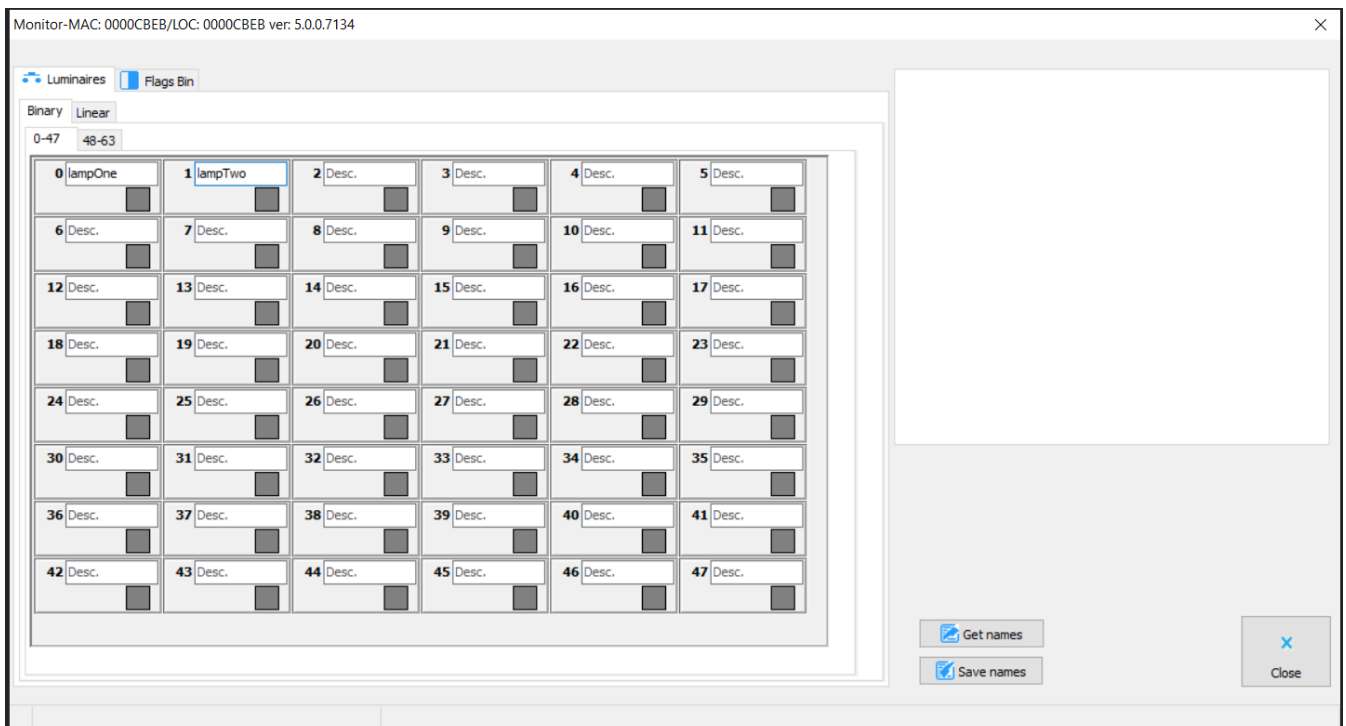 Monitor-MAC: 0000CBEB/LOC: 0000CBEB ver: 5.0.0.7134
Luminaires Flags Bin
Binary Linear
0-47 48-63
0 lampOne 1 lampTwo 2 Desc. 3 Desc. 4 Desc. 5 Desc.
6 Desc. 7 Desc. 8 Desc. 9 Desc. 10 Desc. 11 Desc.
12 Desc. 13 Desc. 14 Desc. 15 Desc. 16 Desc. 17 Desc.
18 Desc. 19 Desc. 20 Desc. 21 Desc. 22 Desc. 23 Desc.
24 Desc. 25 Desc. 26 Desc. 27 Desc. 28 Desc. 29 Desc.
30 Desc. 31 Desc. 32 Desc. 33 Desc. 34 Desc. 35 Desc.
36 Desc. 37 Desc. 38 Desc. 39 Desc. 40 Desc. 41 Desc.
42 Desc. 43 Desc. 44 Desc. 45 Desc. 46 Desc. 47 Desc.
Get names
Save names
Close